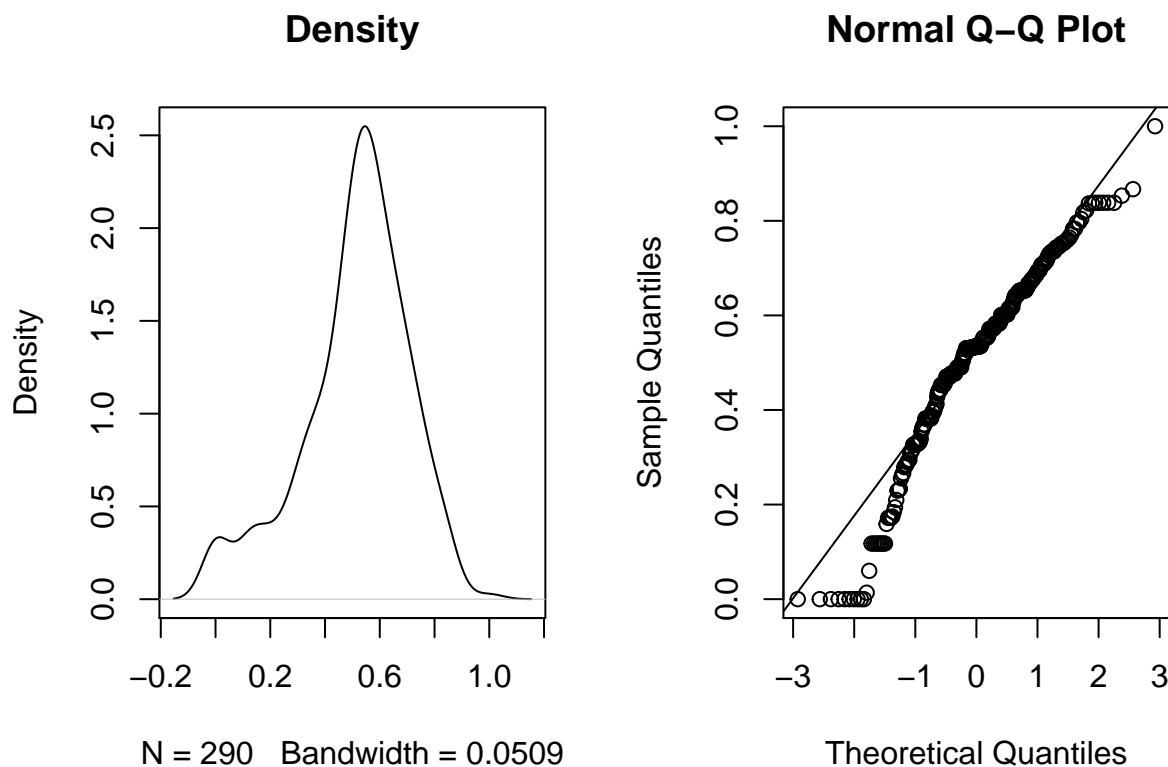 Density
Density
0.0 0.5 1.0 1.5 2.0 2.5
−0.2 0.2 0.6 1.0
N = 290 Bandwidth = 0.0509
Normal Q−Q Plot
Sample Quantiles
0.0 0.2 0.4 0.6 0.8 1.0
−3 −1 0 1 2 3
Theoretical Quantiles